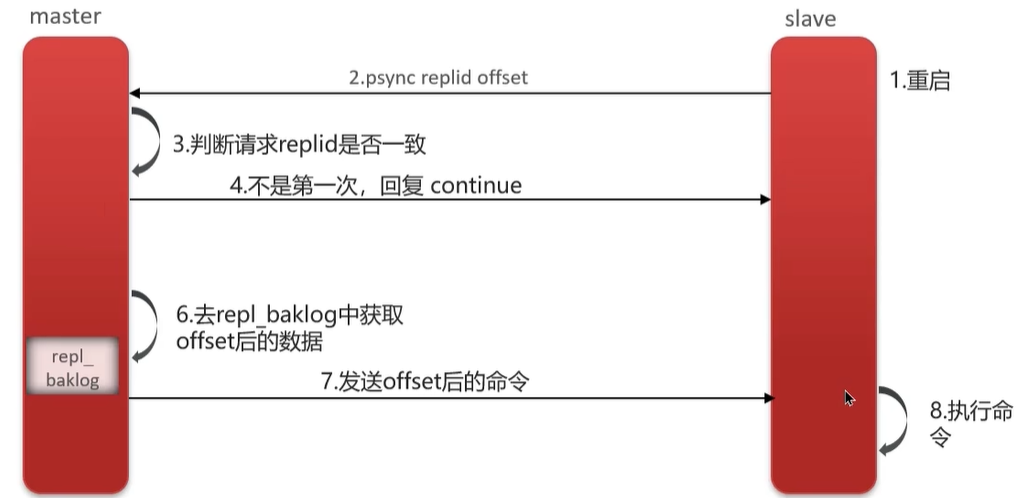 master
slave
2.psync replid offset
1.重启
3.判断请求replid是否一致
4.不是第一次，回复 continue
6.去repl_baklog中获取
offset后的数据
repl_
baklog
7.发送offset后的命令
8.执行命
令